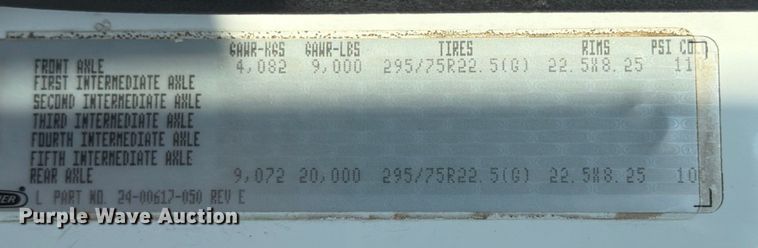 GAWR-KGS GAWR-LBS TIRES RIMS PSI CO
FRONT AXLE 4,082 9,000 295/75R22.5(G) 22.5X8.25 11
FIRST INTERMEDIATE AXLE
SECOND INTERMEDIATE AXLE
THIRD INTERMEDIATE AXLE
FOURTH INTERMEDIATE AXLE
FIFTH INTERMEDIATE AXLE
REAR AXLE 9,072 20,000 295/75R22.5(G) 22.5X8.25 10
L PART NO. 24-00617-050 REV E
Purple Wave Auction